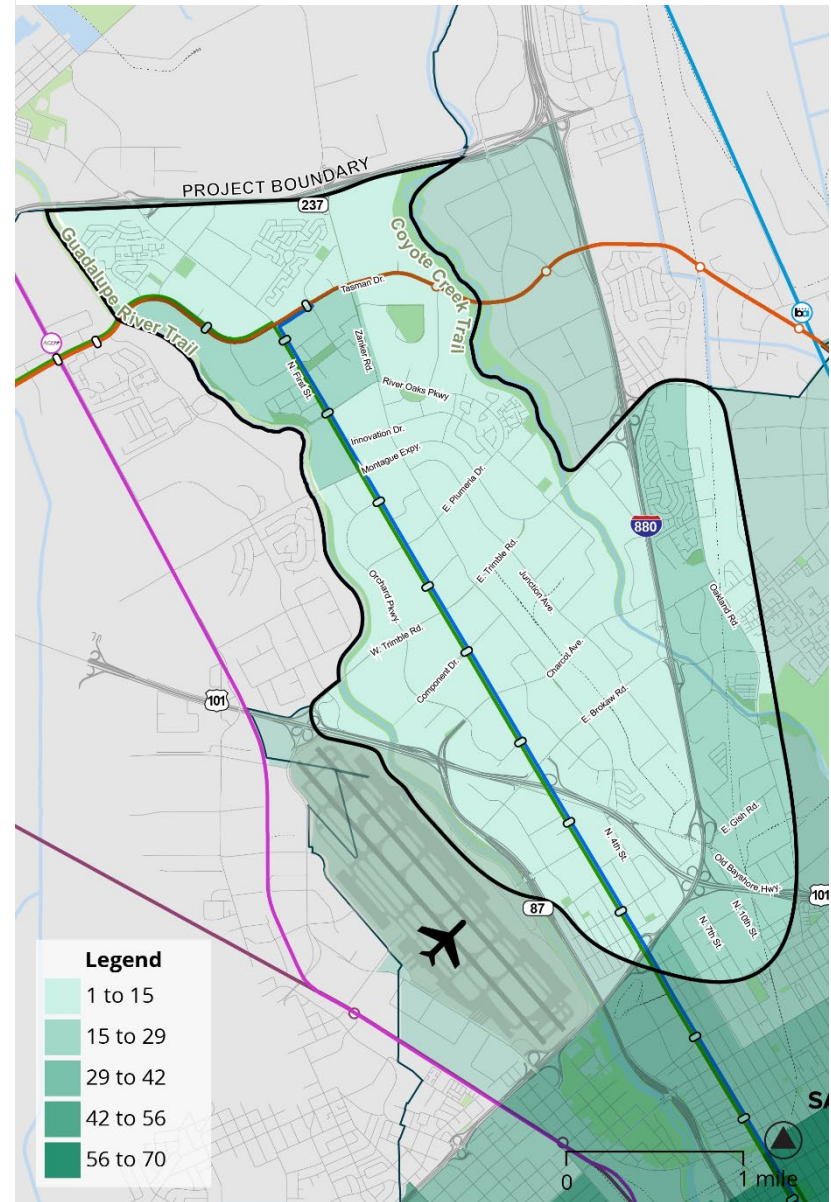 PROJECT BOUNDARY
237
Guadalupe River Trail
Coyote Creek Trail
Tasman Dr.
Zanker Rd.
N. First St.
River Oaks Pkwy
Innovation Dr.
Montague Expy.
E. Plumeria Dr.
880
E. Trimble Rd.
Junction Ave.
Orchard Pkwy.
Oakland Rd.
W. Trimble Rd.
Charcot Ave.
Component Dr.
101
E. Brokaw Rd.
E. Gish Rd.
N. 4th St.
Old Bayshore Hwy
101
87
N. 7th St.
N. 10th St.
Legend
1 to 15
15 to 29
29 to 42
42 to 56
56 to 70
SA
0
1 mile